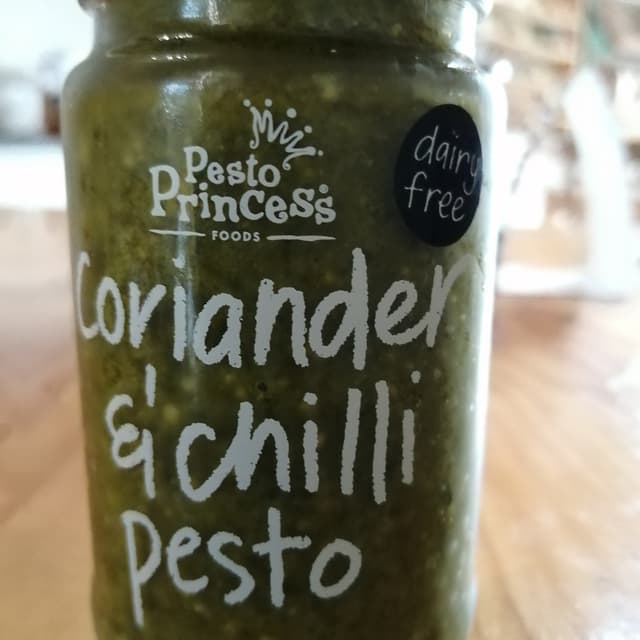 Pesto
Princess
FOODS
dairy
free
Coriander
& chilli
pesto